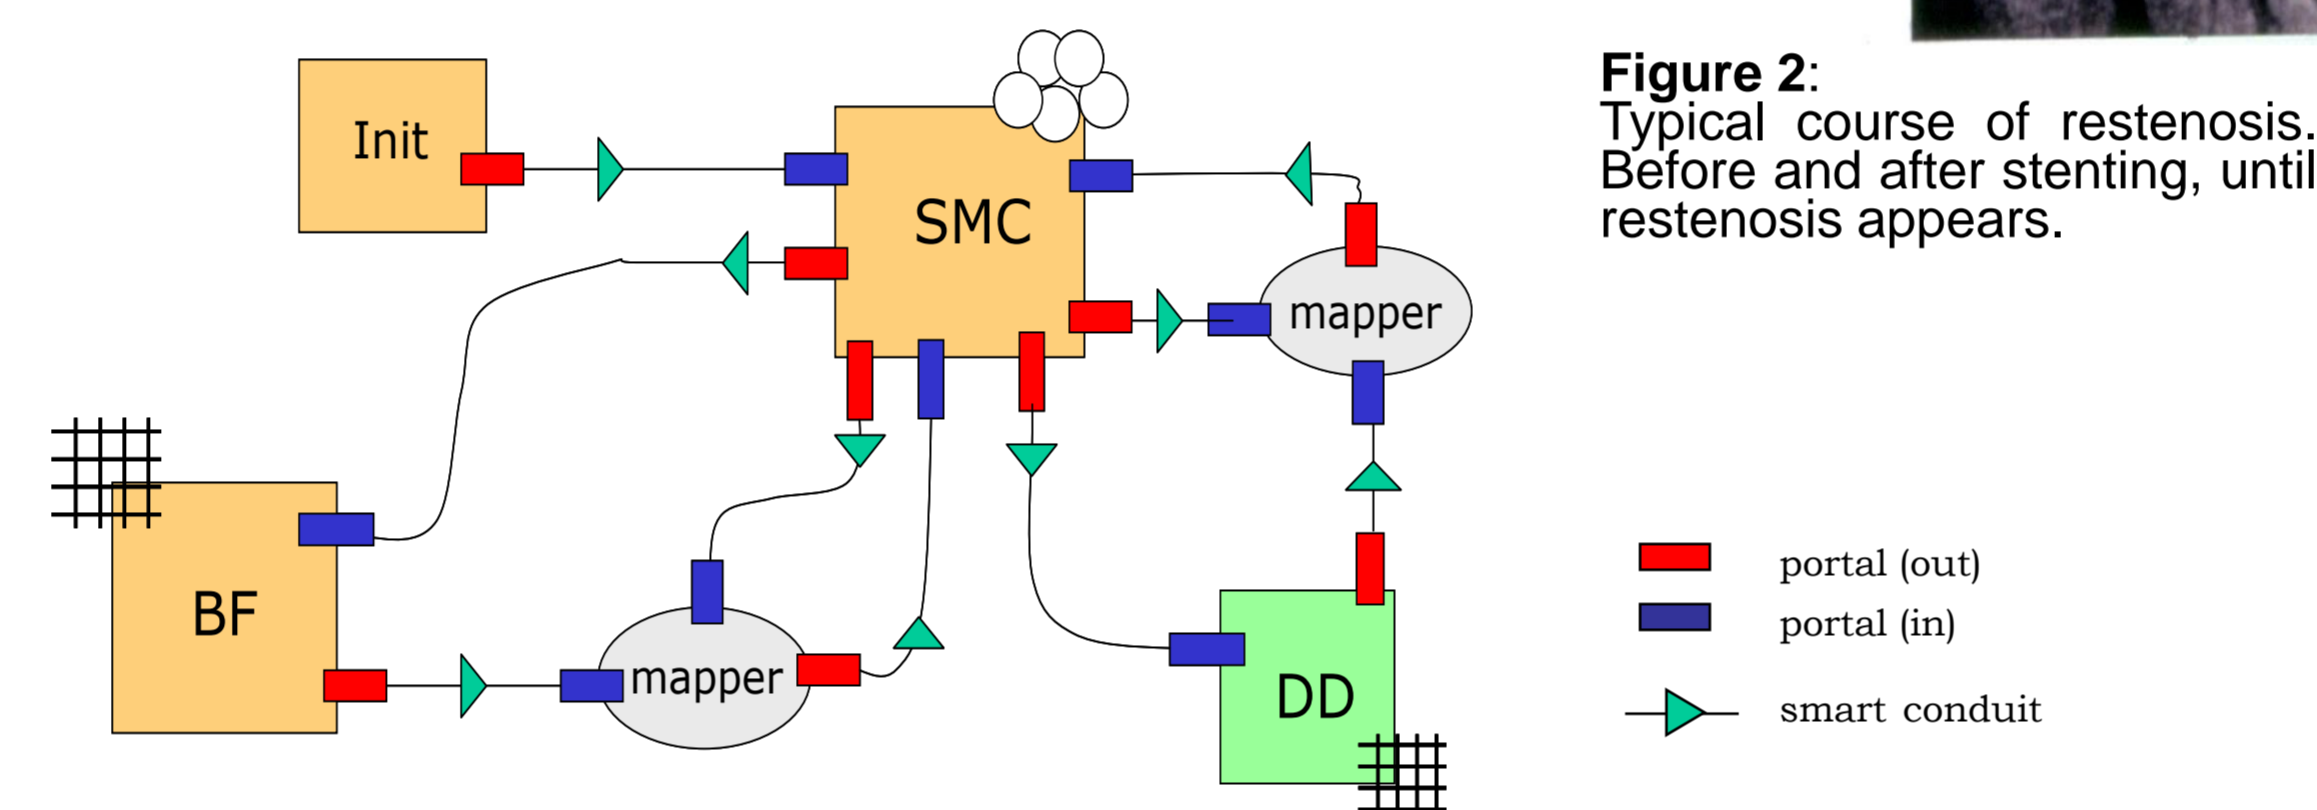 Init
SMC
mapper
BF
mapper
DD
Figure 2:
Typical course of restenosis.
Before and after stenting, until
restenosis appears.
portal (out)
portal (in)
smart conduit